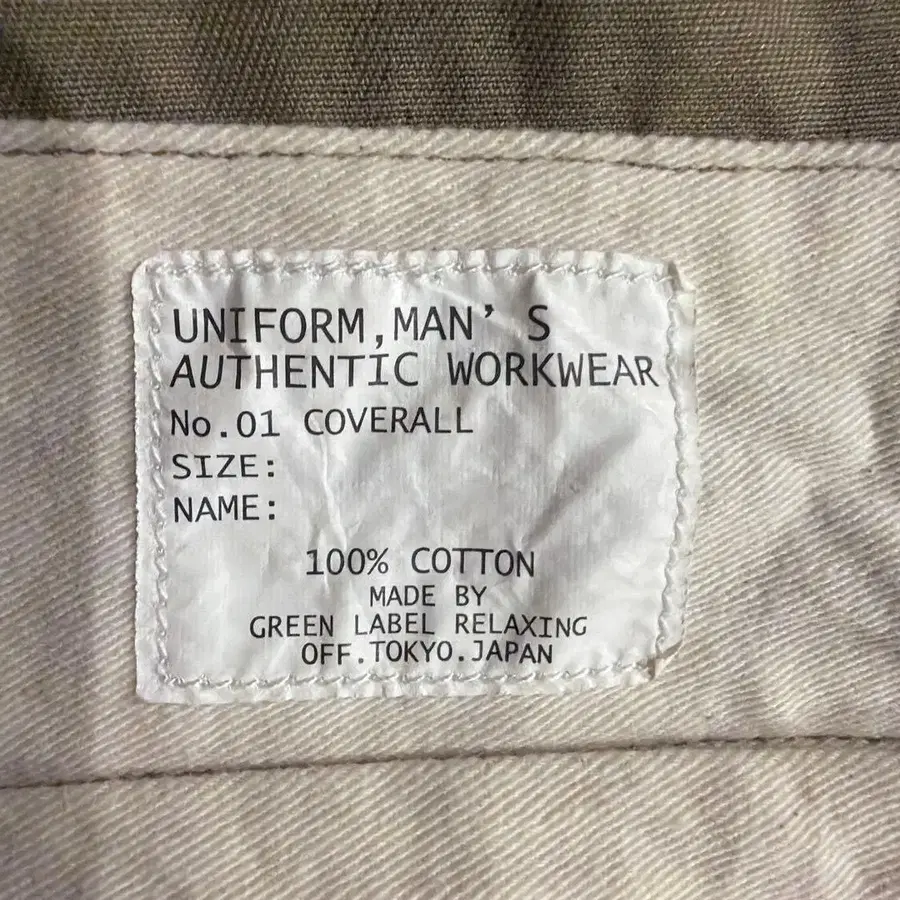 UNIFORM,MAN'S
AUTHENTIC WORKWEAR
No.01 COVERALL
SIZE:
NAME:
100% COTTON
MADE BY
GREEN LABEL RELAXING
OFF.TOKYO.JAPAN